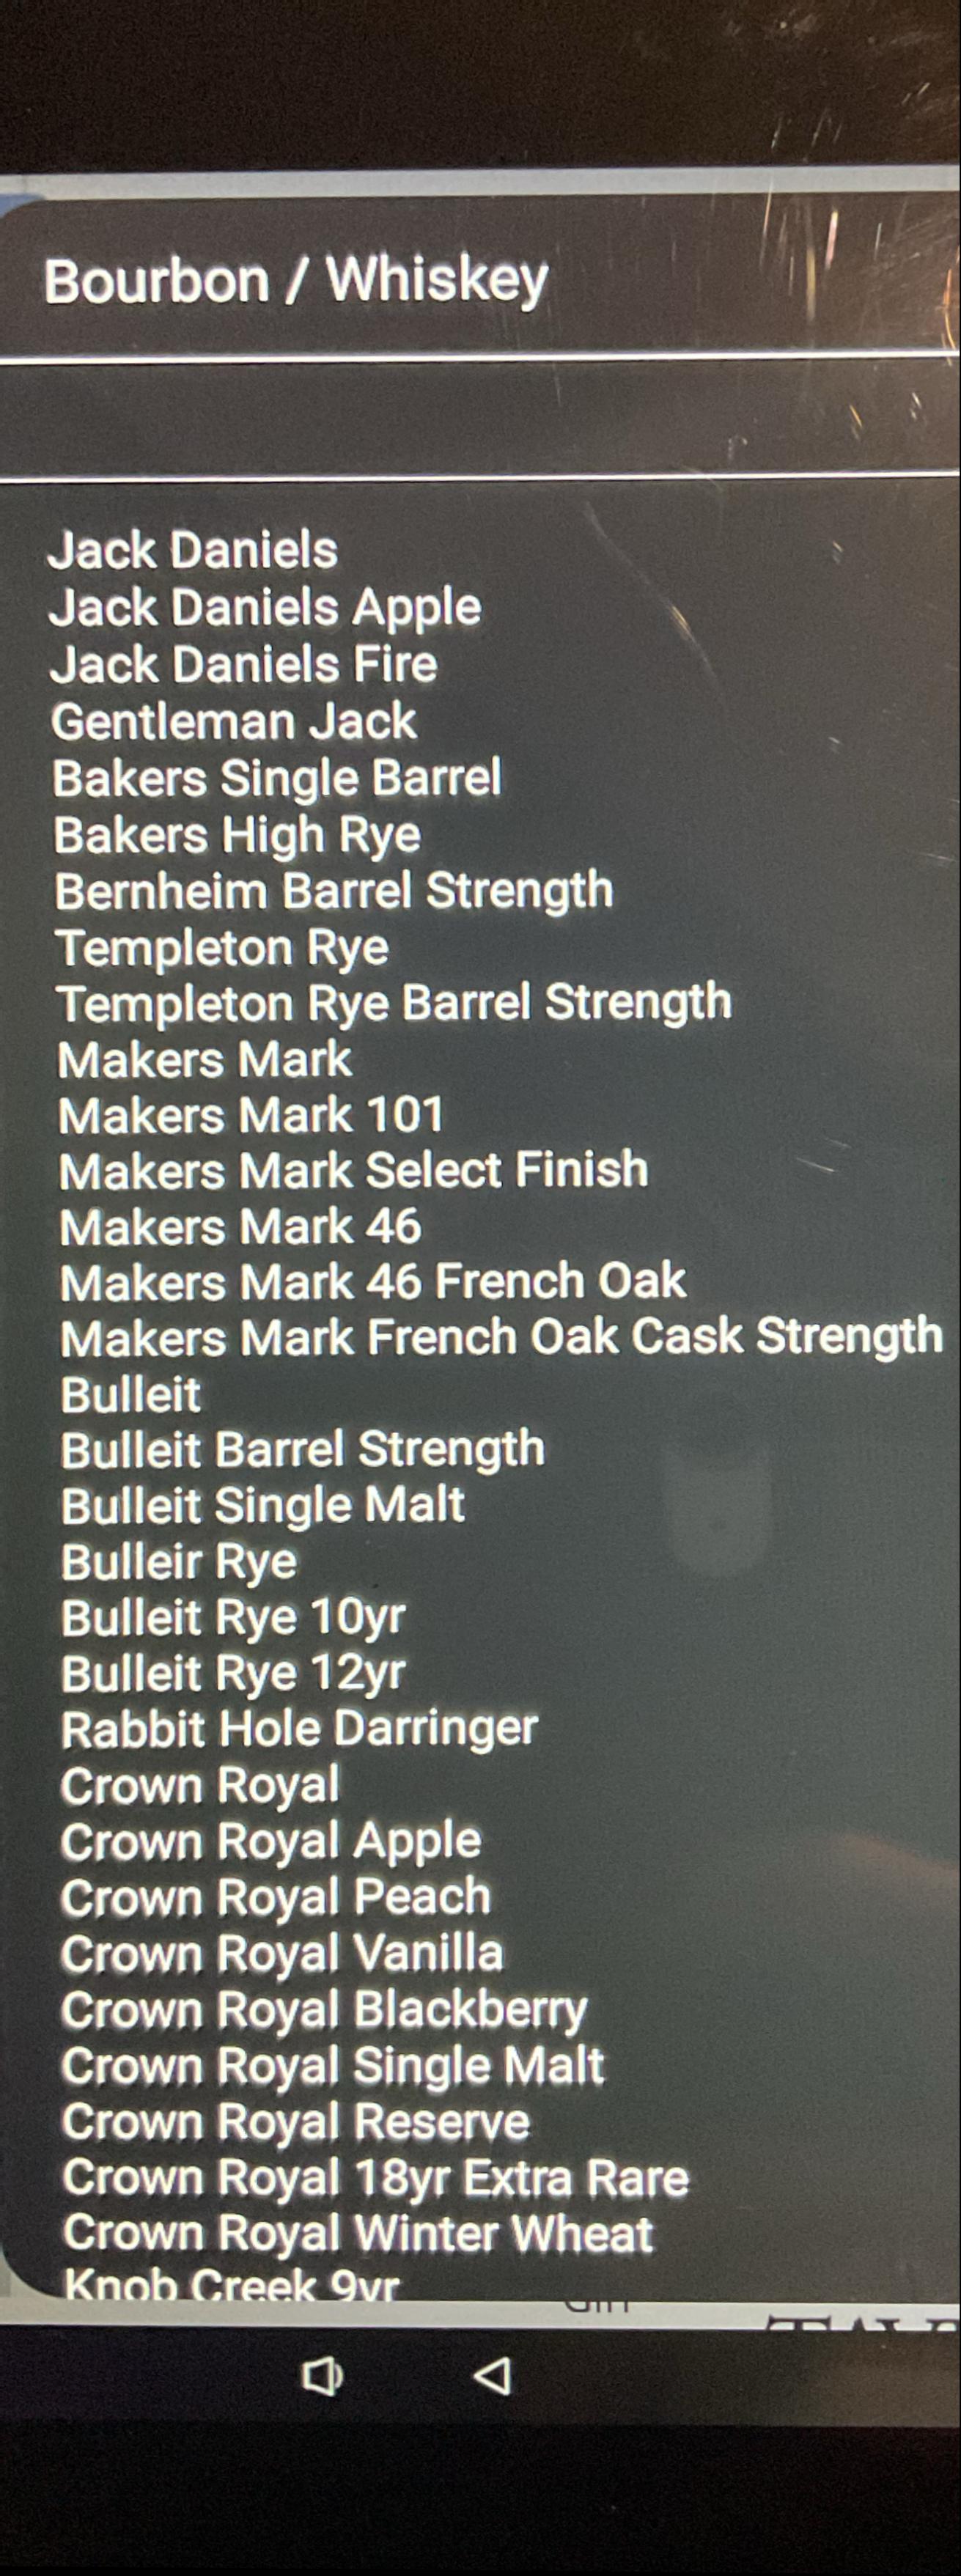 Bourbon / Whiskey
Jack Daniels
Jack Daniels Apple
Jack Daniels Fire
Gentleman Jack
Bakers Single Barrel
Bakers High Rye
Bernheim Barrel Strength
Templeton Rye
Templeton Rye Barrel Strength
Makers Mark
Makers Mark 101
Makers Mark Select Finish
Makers Mark 46
Makers Mark 46 French Oak
Makers Mark French Oak Cask Strength
Bulleit
Bulleit Barrel Strength
Bulleit Single Malt
Bulleir Rye
Bulleit Rye 10yr
Bulleit Rye 12yr
Rabbit Hole Darringer
Crown Royal
Crown Royal Apple
Crown Royal Peach
Crown Royal Vanilla
Crown Royal Blackberry
Crown Royal Single Malt
Crown Royal Reserve
Crown Royal 18yr Extra Rare
Crown Royal Winter Wheat
Knob Creek 9yr